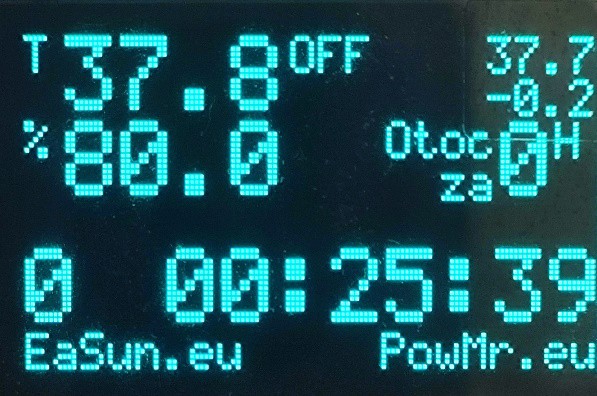 T 37.8 OFF 37.7
-0.2
% 80.0 Otoc 0 H
za
0 00:25:39
EaSun.eu PowMr.eu